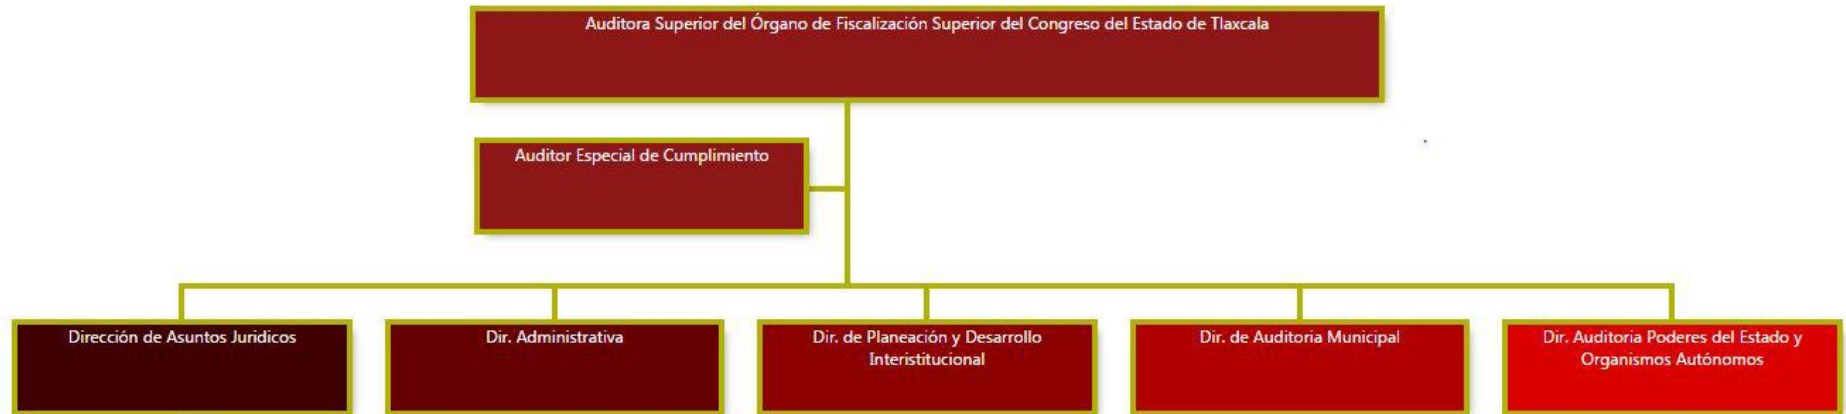 Auditora Superior del Órgano de Fiscalización Superior del Congreso del Estado de Tlaxcala
Auditor Especial de Cumplimiento
Dirección de Asuntos Juridicos
Dir. Administrativa
Dir. de Planeación y Desarrollo
Interistitucional
Dir. de Auditoria Municipal
Dir. Auditoria Poderes del Estado y
Organismos Autónomos